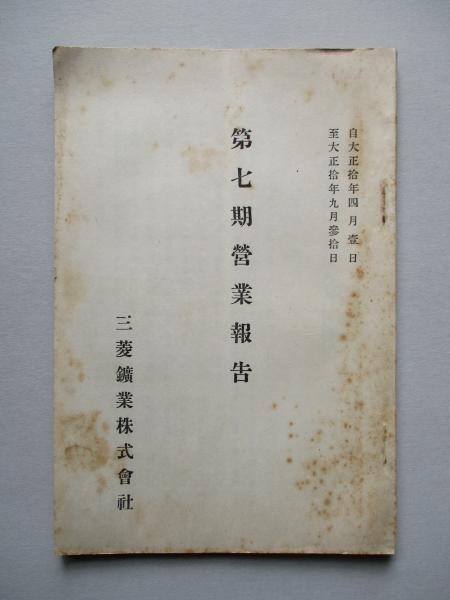 自大正拾年四月壹日
至大正拾年九月參拾日
第七期營業報告
三菱鑛業株式會社